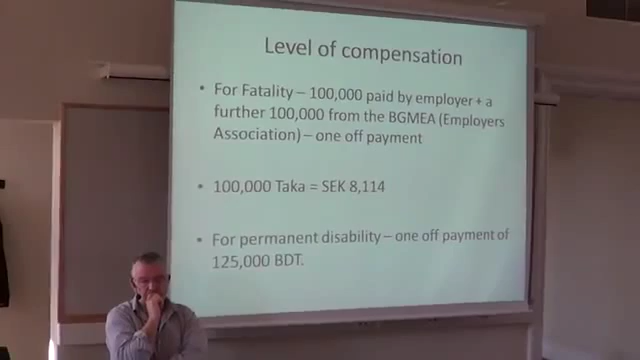 Level of compensation
• For Fatality – 100,000 paid by employer + a
further 100,000 from the BGMEA (Employers
Association) – one off payment
• 100,000 Taka = SEK 8,114
• For permanent disability – one off payment of
125,000 BDT.